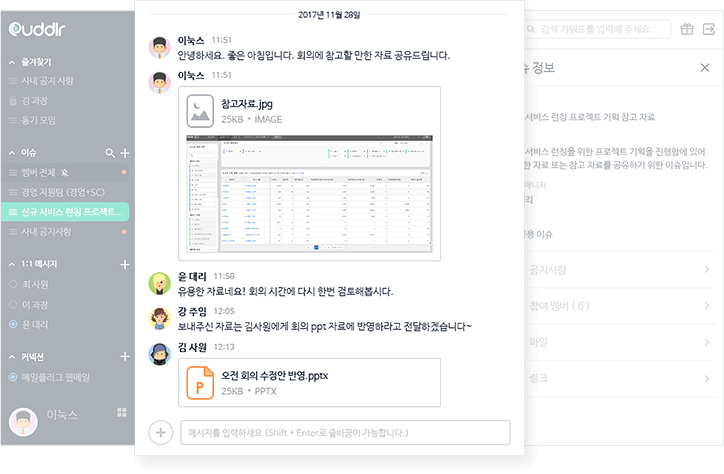 Quddlr
즐겨찾기
사내 공지 사항
김 과장
동기 모임
이슈
멤버 전체
경영 지원팀 (경영+SC)
신규 서비스 런칭 프로젝트...
사내 공지사항
1:1 메시지
최 사원
이 과장
윤 대리
커넥션
메일플러그 웹메일
이눅스
2017년 11월 28일
이눅스 11:51
안녕하세요. 좋은 아침입니다. 회의에 참고할 만한 자료 공유드립니다.
이눅스 11:51
참고자료.jpg
25KB • IMAGE
윤 대리 11:58
유용한 자료네요! 회의 시간에 다시 한번 검토해봅시다.
강 주임 12:05
보내주신 자료는 김사원에게 회의 ppt 자료에 반영하라고 전달하겠습니다~
김 사원 12:13
P
오전 회의 수정안 반영.pptx
25KB • PPTX
메시지를 입력하세요 (Shift + Enter로 줄바꿈이 가능합니다.)
검색 키워드를 입력해 주세요
정보
서비스 런칭 프로젝트 기획 참고 자료
서비스 런칭을 위한 프로젝트 기획을 진행함에 있어
한 자료 또는 참고 자료를 공유하기 위한 이슈입니다.
매니저
리
용 이슈
공지사항
참여 멤버 ( 6 )
파일
링크